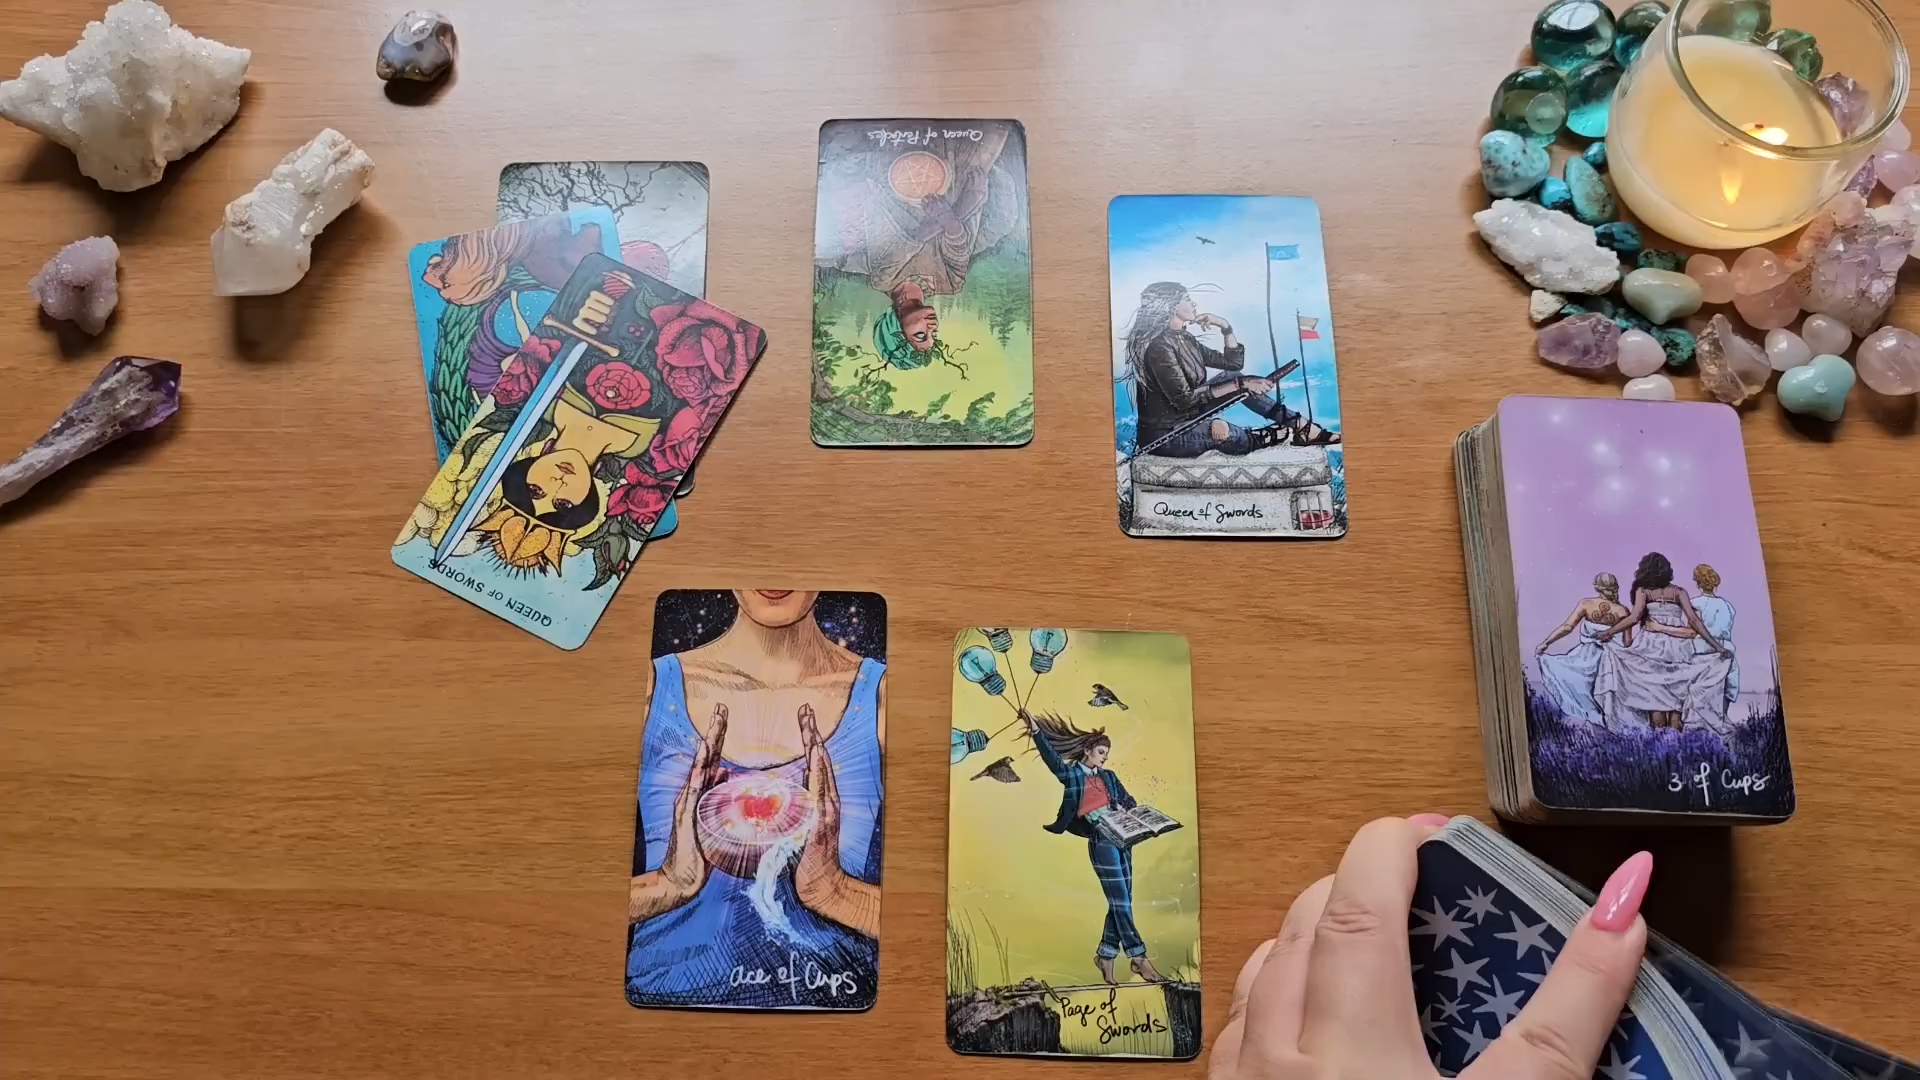 Queen of Pentacles
Queen of Swords
QUEEN OF SWORDS
Ace of Cups
Page of
Swords
3 of Cups